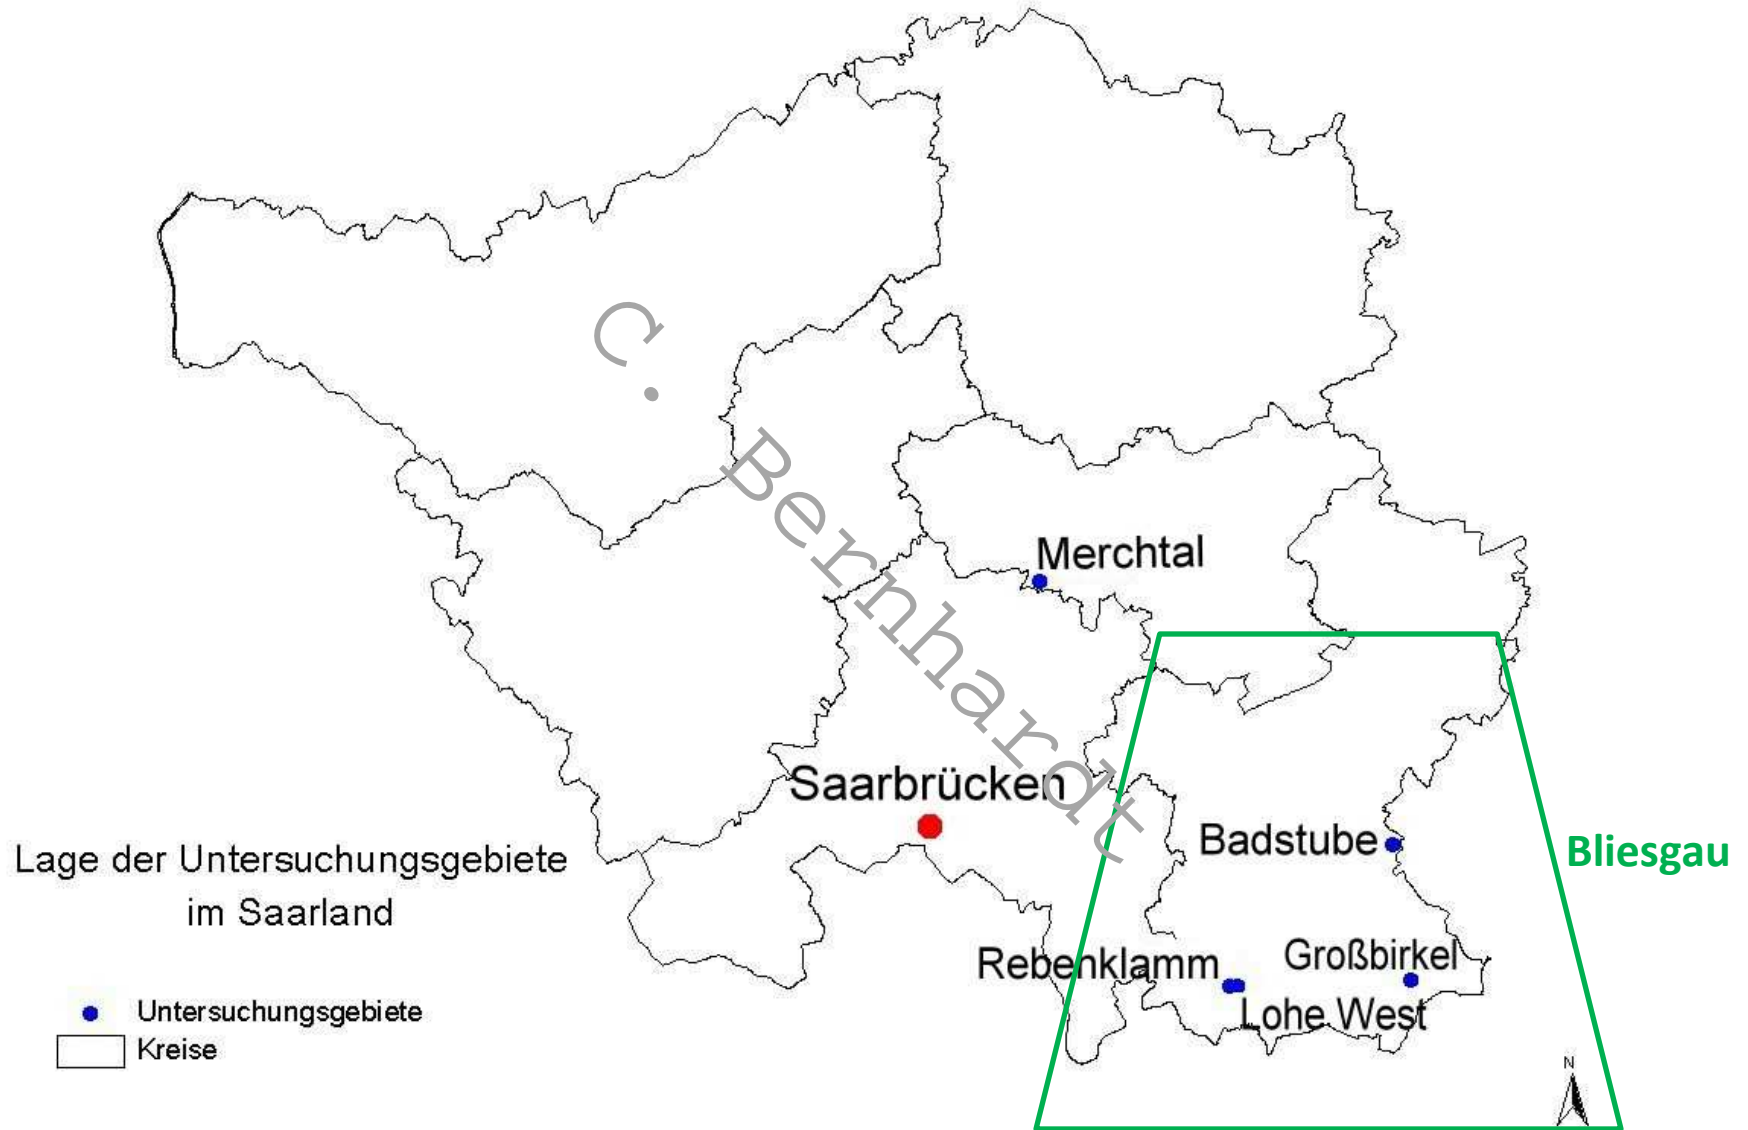 Merchtal
Saarbrücken
Badstube
Bliesgau
Rebenklamm
Großbirkel
Lohe West
Lage der Untersuchungsgebiete
im Saarland
Untersuchungsgebiete
Kreise
N
C. Bernhardt